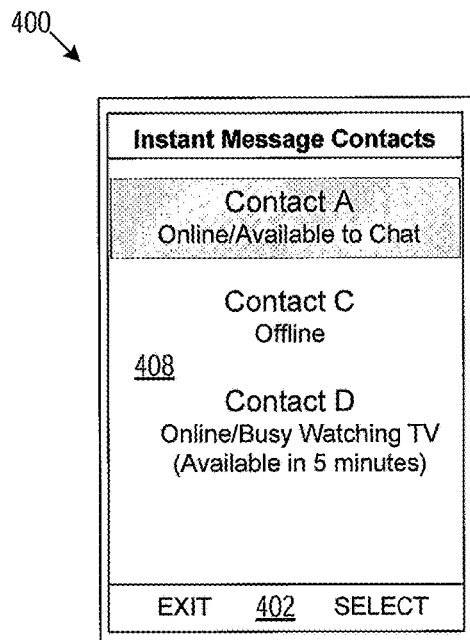 400
Instant Message Contacts
Contact A
Online/Available to Chat
Contact C
Offline
408
Contact D
Online/Busy Watching TV
(Available in 5 minutes)
EXIT 402 SELECT